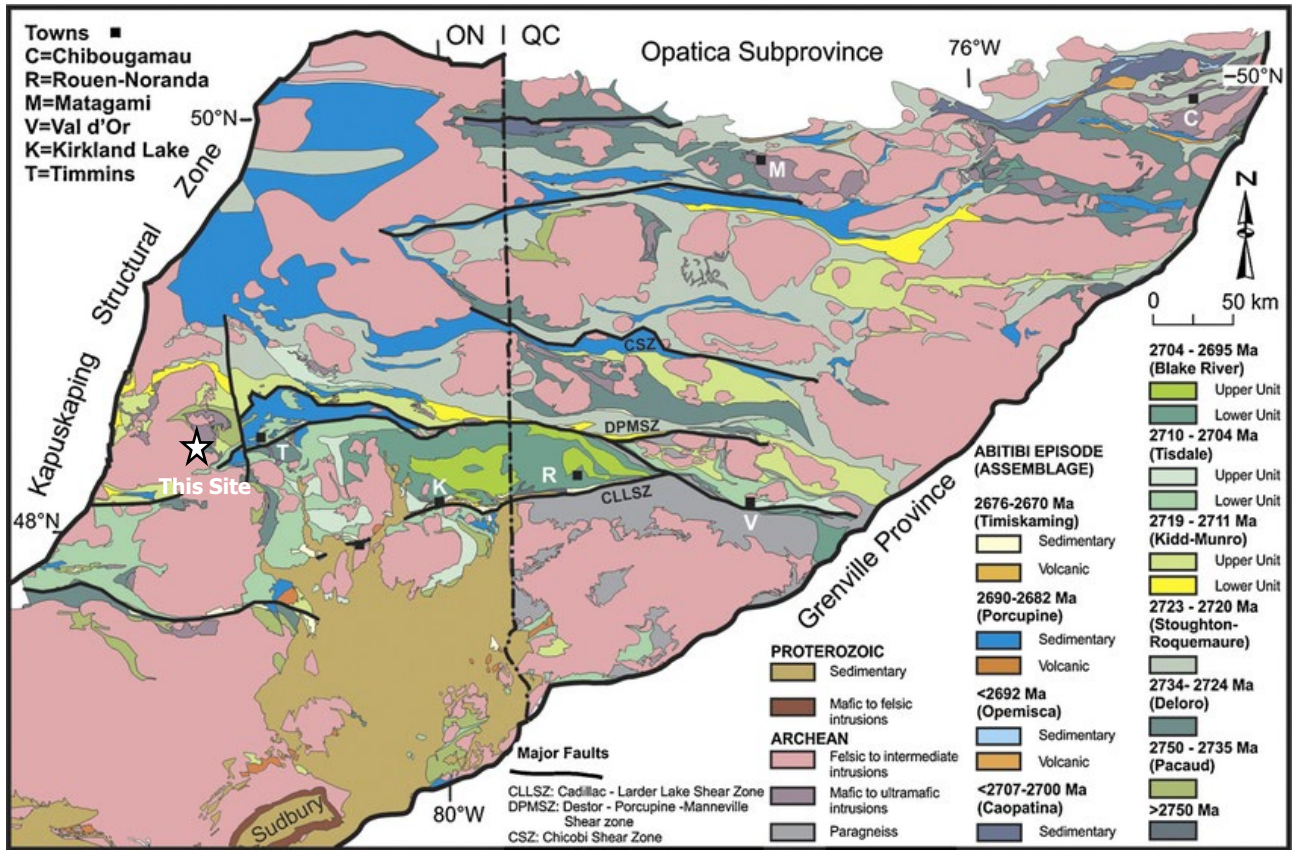 Towns
C=Chibougamau
R=Rouen-Noranda
M=Matagami
V=Val d'Or
K=Kirkland Lake
T=Timmins
ON
QC
Opatica Subprovince
76°W
50°N
50°N
C
M
N
Kapuskaping Structural Zone
0 50 km
CSZ
DPMSZ
T
This Site
R
K
CLLSZ
V
48°N
Grenville Province
80°W
Sudbury
Major Faults
CLLSZ: Cadillac - Larder Lake Shear Zone
DPMSZ: Destor - Porcupine -Manneville
Shear zone
CSZ: Chicobi Shear Zone
PROTEROZOIC
Sedimentary
Mafic to felsic
intrusions
ARCHEAN
Felsic to intermediate
intrusions
Mafic to ultramafic
intrusions
Paragneiss
ABITIBI EPISODE
(ASSEMBLAGE)
2676-2670 Ma
(Timiskaming)
Sedimentary
Volcanic
2690-2682 Ma
(Porcupine)
Sedimentary
Volcanic
<2692 Ma
(Opemisca)
Sedimentary
Volcanic
<2707-2700 Ma
(Caopatina)
Sedimentary
2704 - 2695 Ma
(Blake River)
Upper Unit
Lower Unit
2710 - 2704 Ma
(Tisdale)
Upper Unit
Lower Unit
2719 - 2711 Ma
(Kidd-Munro)
Upper Unit
Lower Unit
2723 - 2720 Ma
(Stoughton-
Roquemaure)
2734- 2724 Ma
(Deloro)
2750 - 2735 Ma
(Pacaud)
>2750 Ma